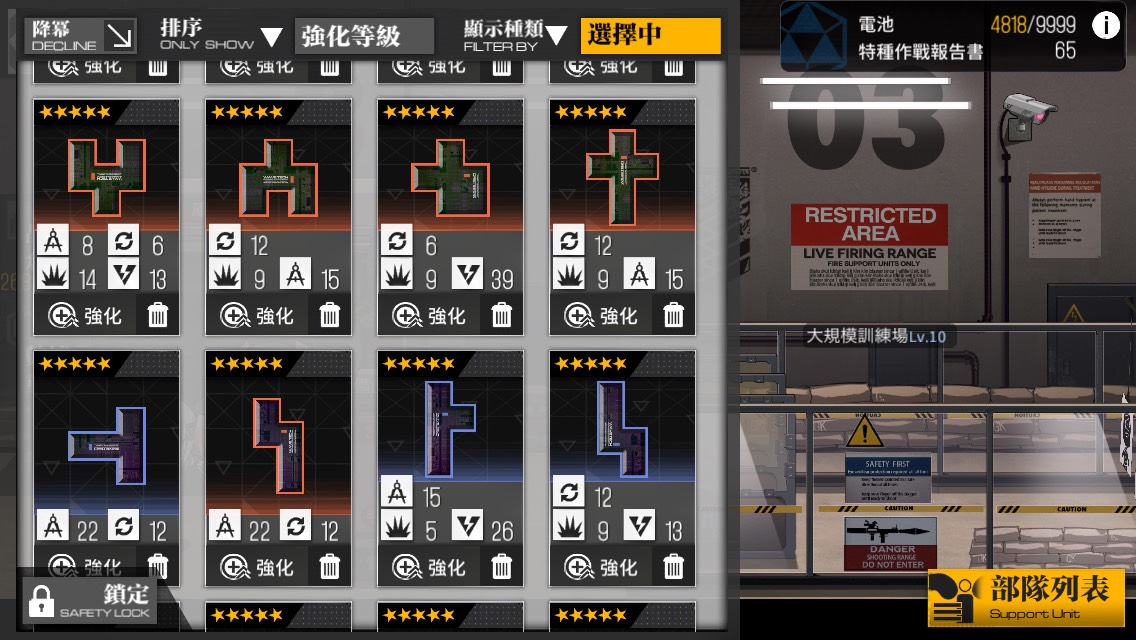 降冪
DECLINE
排序
ONLY SHOW
強化等級
顯示種類
FILTER BY
選擇中
電池
4818/9999
特種作戰報告書
65
強化
強化
強化
8 6
14 13
強化
12
9 15
強化
6
9 39
強化
12
9 15
強化
22 12
強化
22 12
強化
15
5 26
強化
12
9 13
強化
鎖定
SAFETY LOCK
03
RESTRICTED
AREA
LIVE FIRING RANGE
FIRE SUPPORT UNITS ONLY
大規模訓練場Lv.10
SAFETY FIRST
CAUTION
CAUTION
DANGER
SHOOTING RANGE
DO NOT ENTER
部隊列表
Support Unit